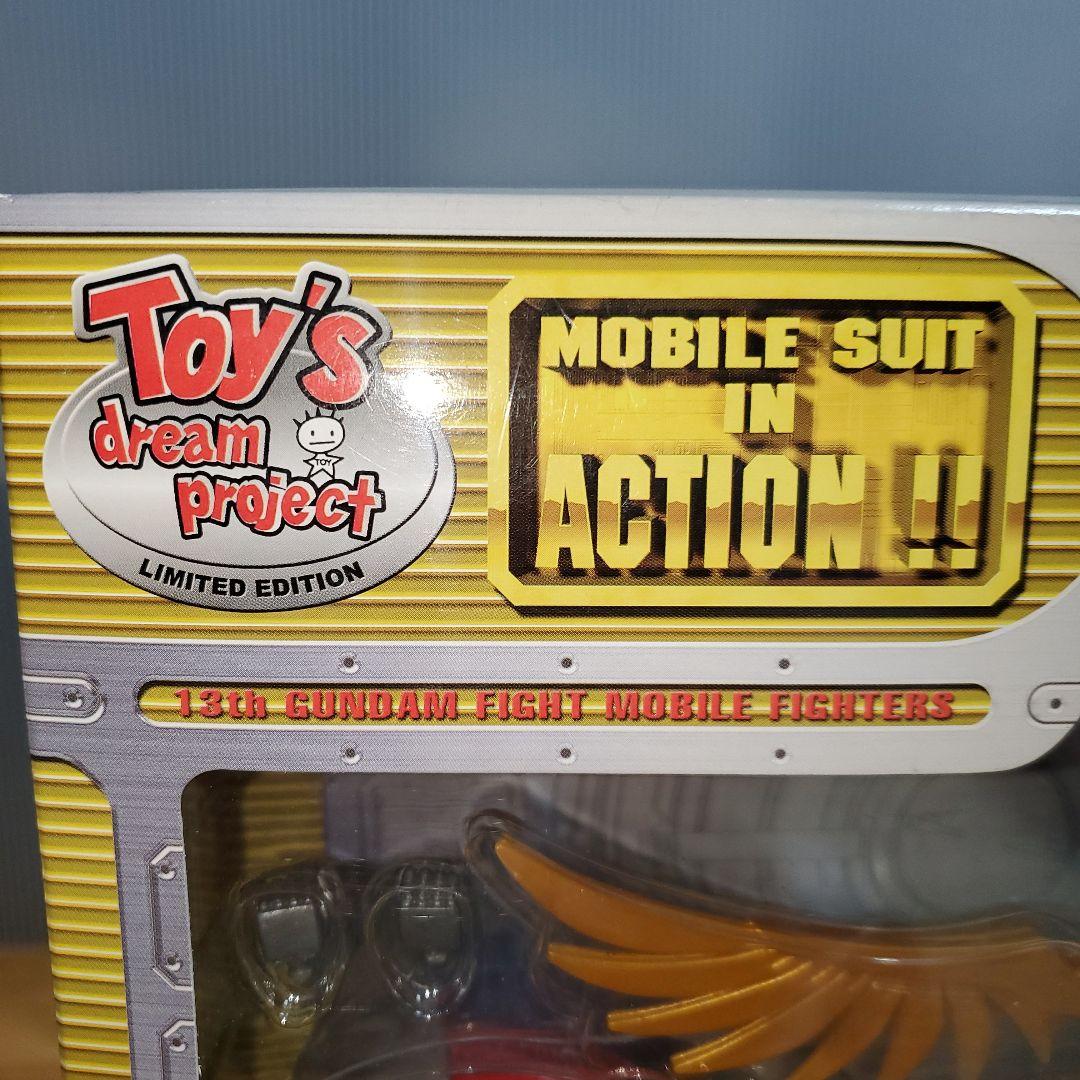 Toy's
dream
TOY
project
LIMITED EDITION
MOBILE SUIT
IN
ACTION !!
13th GUNDAM FIGHT MOBILE FIGHTERS